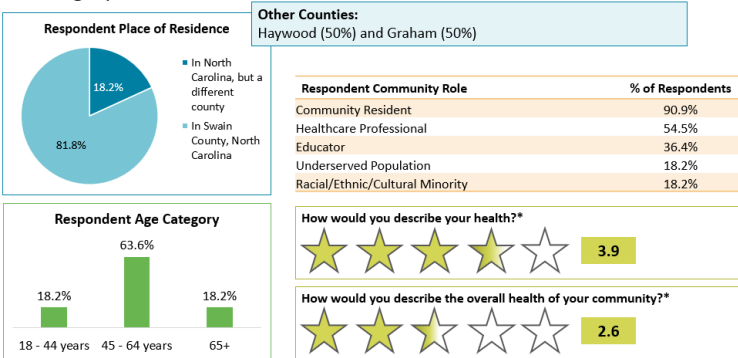 Other Counties:
Haywood (50%) and Graham (50%)
Respondent Place of Residence
18.2%
81.8%
In North
Carolina, but a
different
county
In Swain
County, North
Carolina
Respondent Community Role % of Respondents
Community Resident 90.9%
Healthcare Professional 54.5%
Educator 36.4%
Underserved Population 18.2%
Racial/Ethnic/Cultural Minority 18.2%
Respondent Age Category
18.2%
63.6%
18.2%
18 - 44 years 45 - 64 years 65+
How would you describe your health?*
3.9
How would you describe the overall health of your community?*
2.6